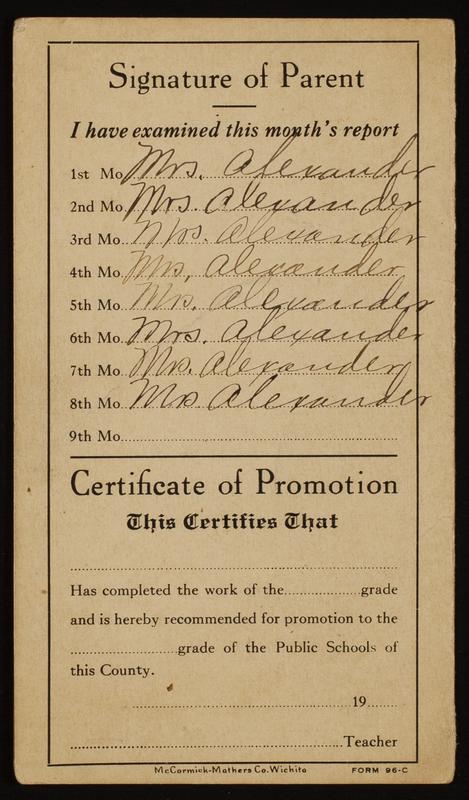 Signature of Parent
I have examined this month's report
1st Mo. Mrs. Alexander
2nd Mo. Mrs. Alexander
3rd Mo. Mrs. Alexander
4th Mo. Mrs. Alexander
5th Mo. Mrs. Alexander
6th Mo. Mrs. Alexander
7th Mo. Mrs. Alexander
8th Mo. Mrs Alexander
9th Mo.
Certificate of Promotion
This Certifies That
Has completed the work of the grade
and is hereby recommended for promotion to the
grade of the Public Schools of
this County.
19
Teacher
McCormick-Mathers Co. Wichita FORM 96-C